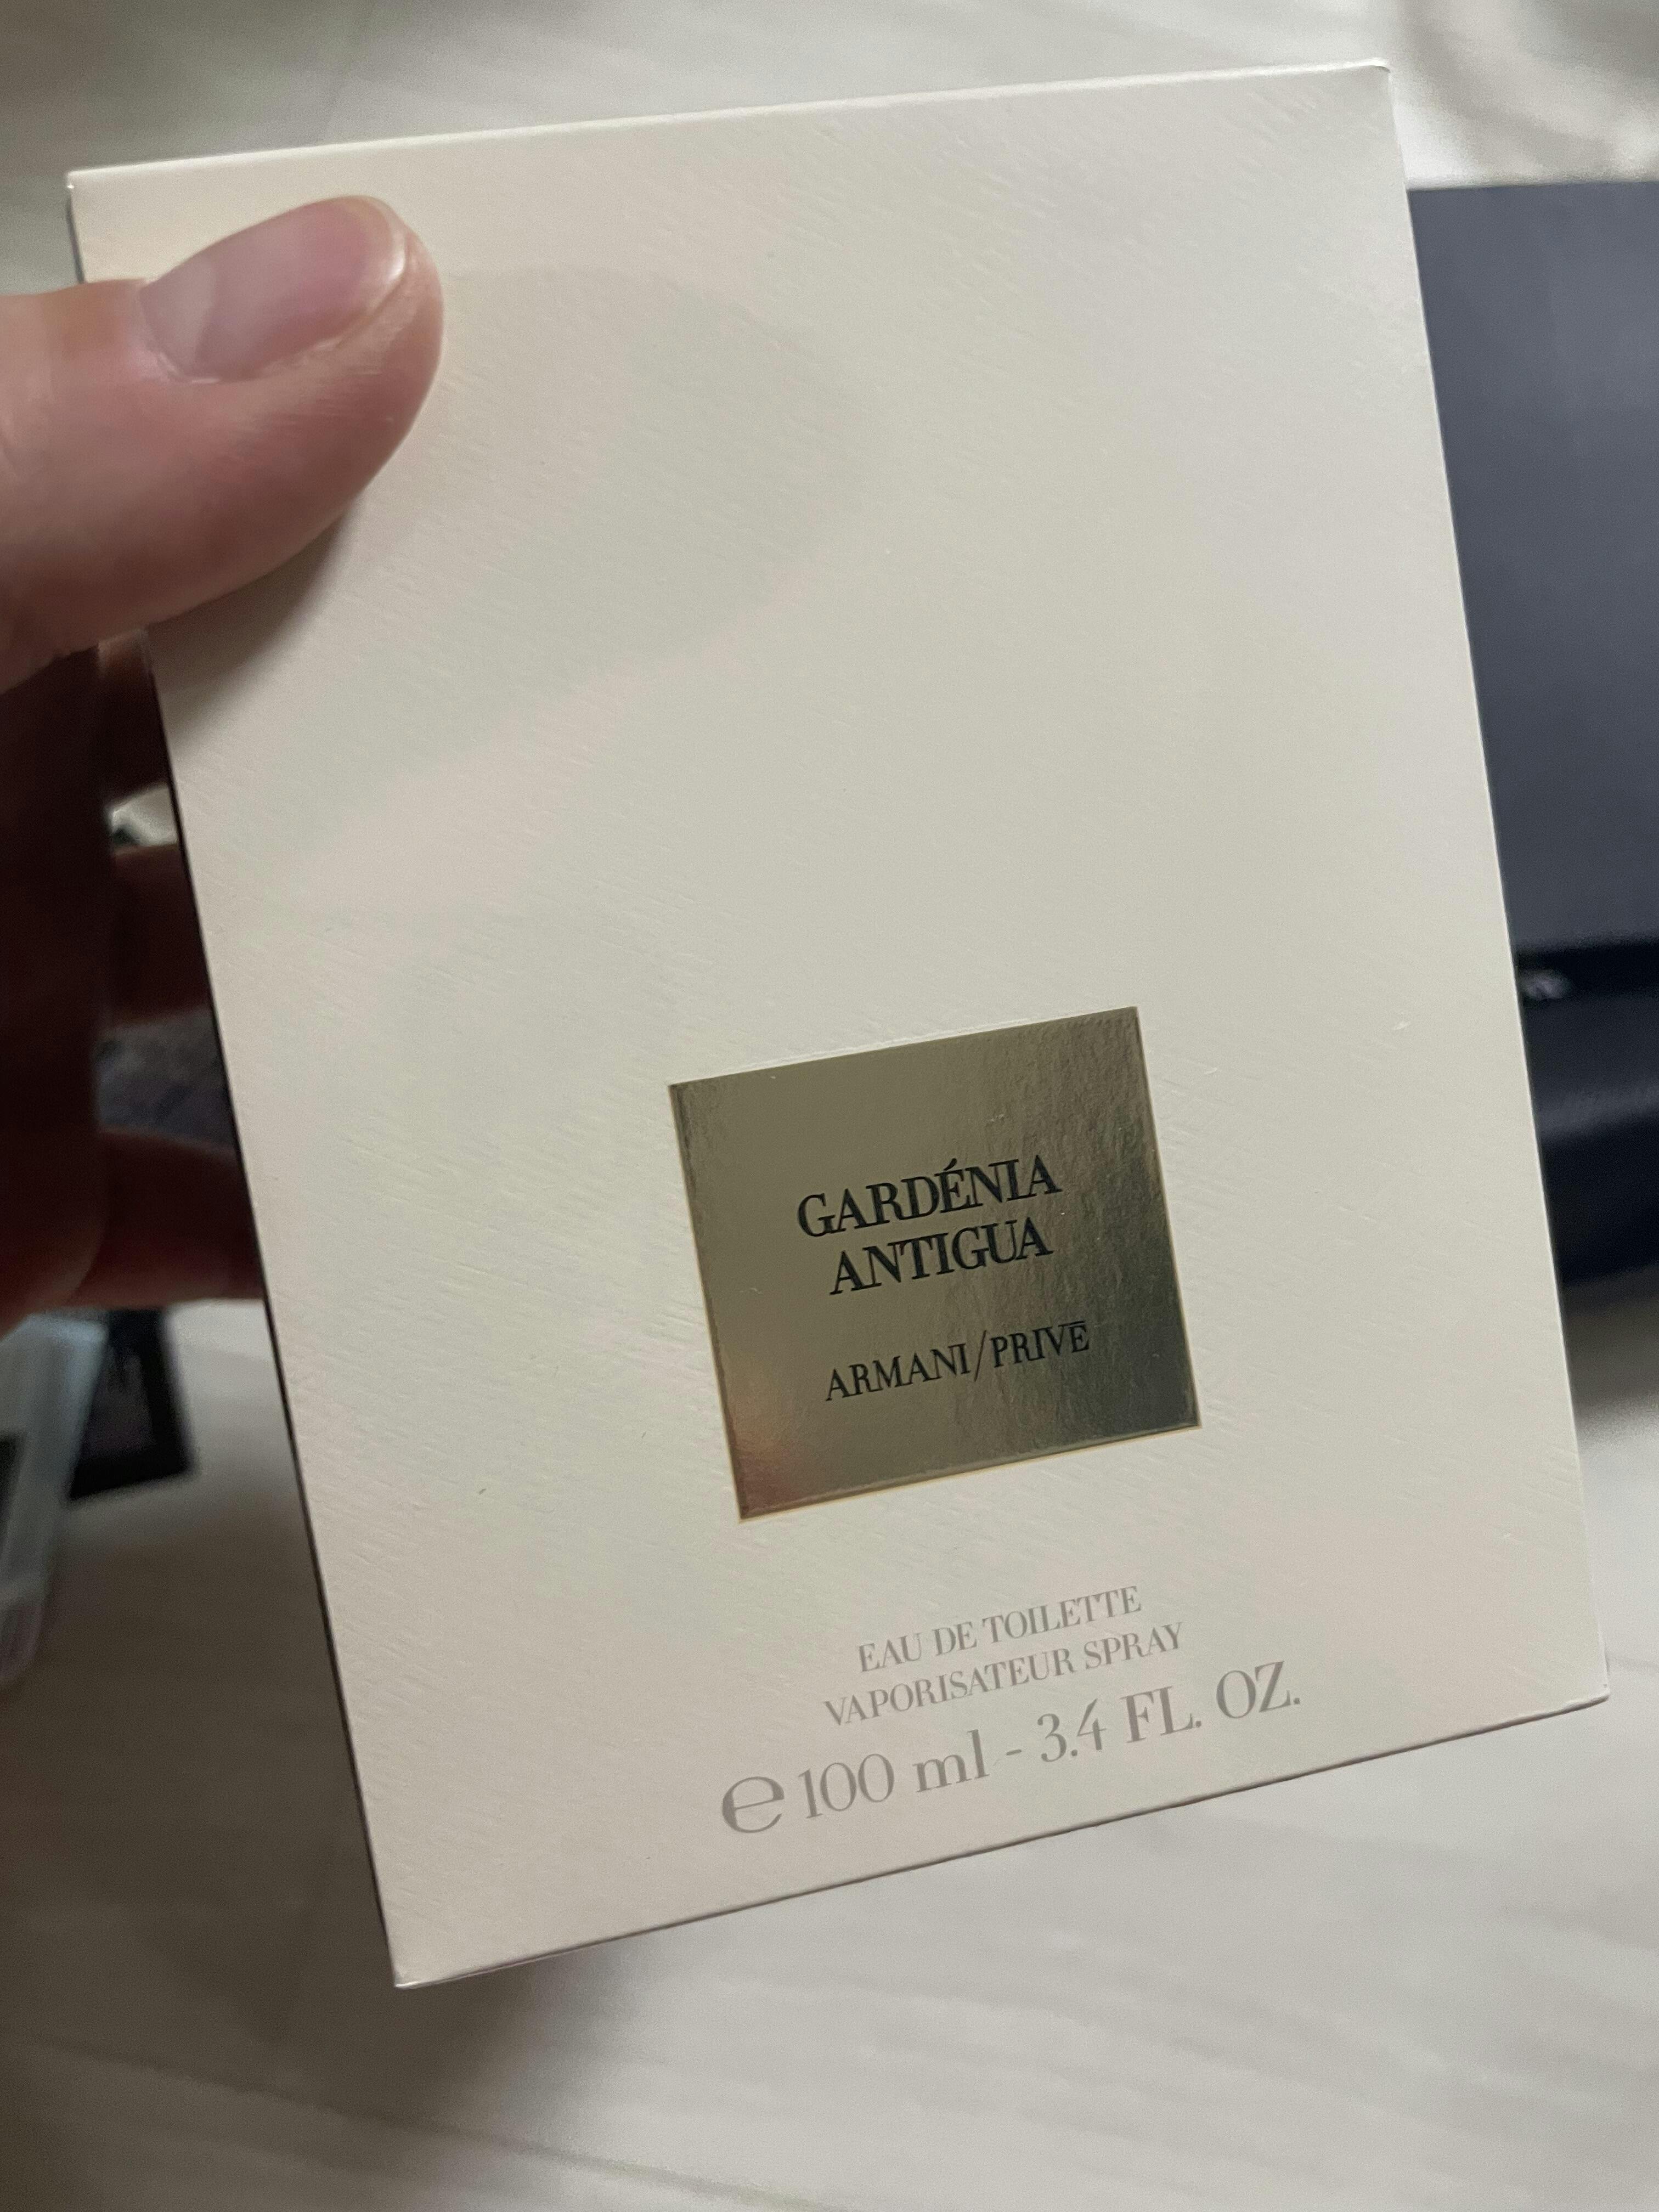 GARDÉNIA
ANTIGUA
ARMANI/PRIVĒ
EAU DE TOILETTE
VAPORISATEUR SPRAY
℮ 100 ml - 3.4 FL. OZ.